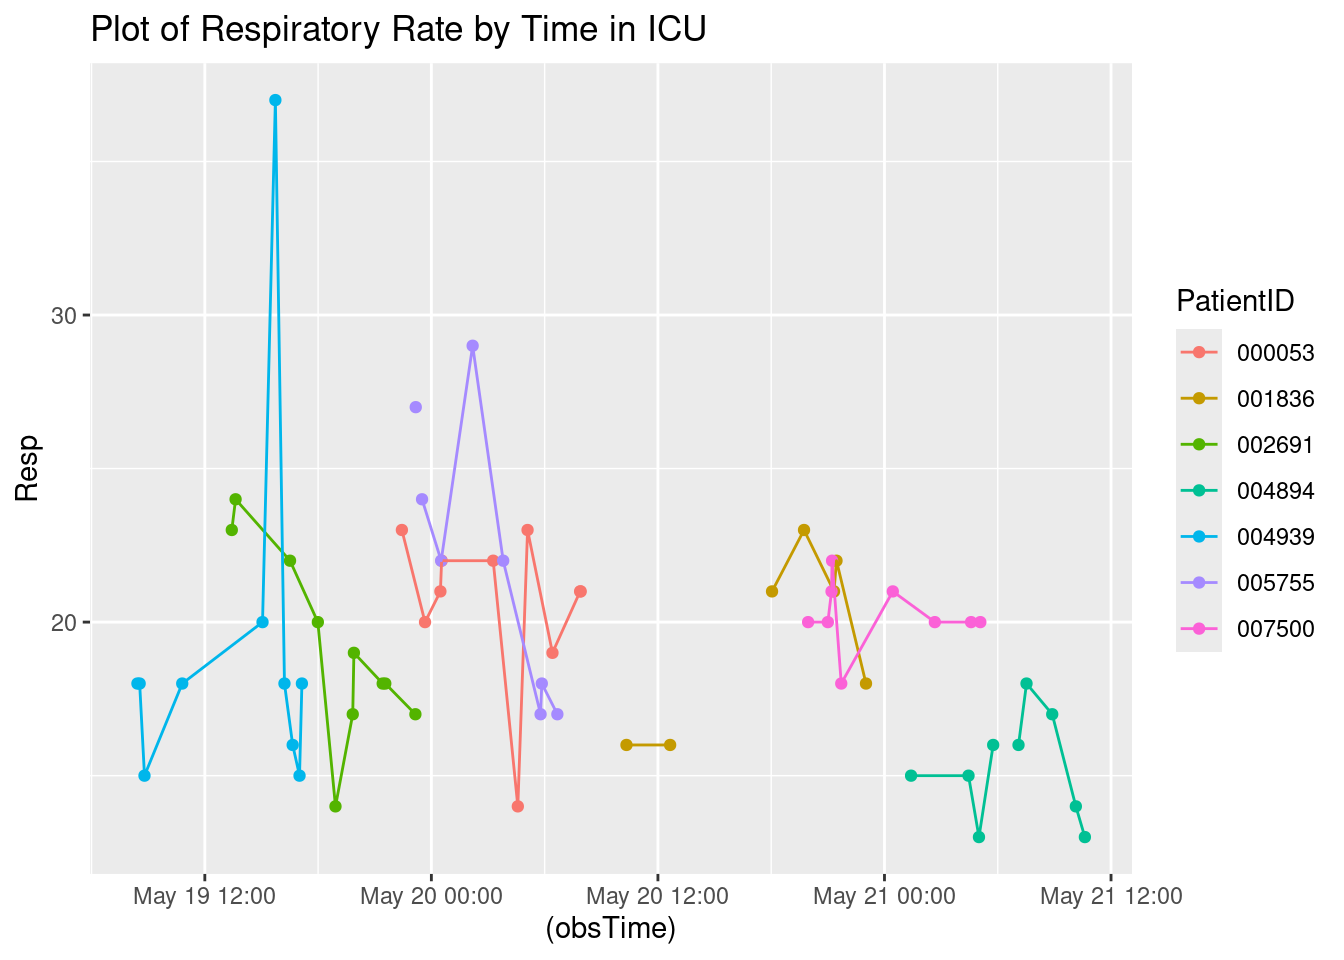 Plot of Respiratory Rate by Time in ICU
Resp
30
20
May 19 12:00
May 20 00:00
May 20 12:00
May 21 00:00
May 21 12:00
(obsTime)
PatientID
000053
001836
002691
004894
004939
005755
007500